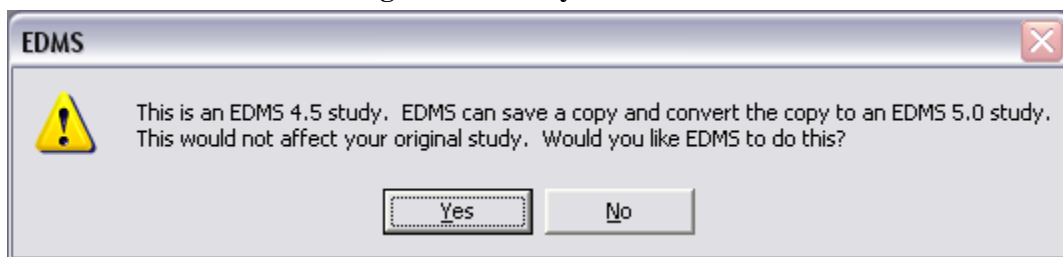 EDMS
This is an EDMS 4.5 study. EDMS can save a copy and convert the copy to an EDMS 5.0 study.
This would not affect your original study. Would you like EDMS to do this?
Yes
No